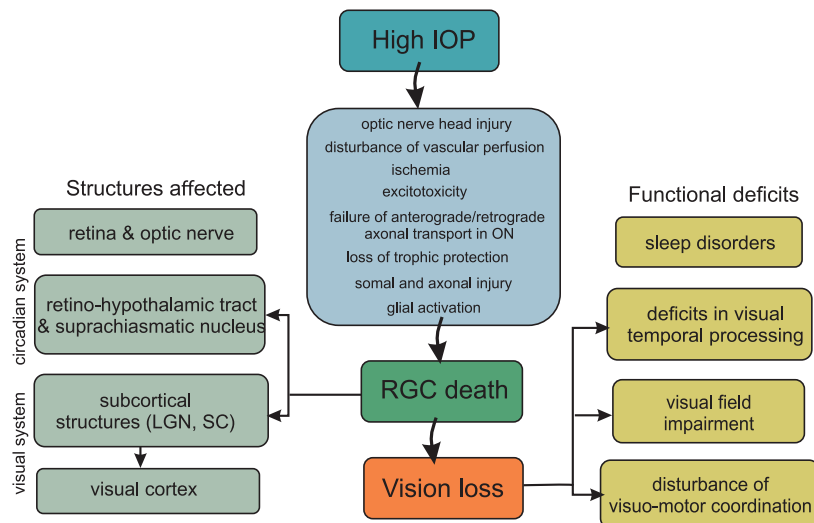 High IOP
optic nerve head injury
disturbance of vascular perfusion
ischemia
excitotoxicity
failure of anterograde/retrograde
axonal transport in ON
loss of trophic protection
somal and axonal injury
glial activation
RGC death
Vision loss
Structures affected
circadian system
retina & optic nerve
retino-hypothalamic tract
& suprachiasmatic nucleus
visual system
subcortical
structures (LGN, SC)
visual cortex
Functional deficits
sleep disorders
deficits in visual
temporal processing
visual field
impairment
disturbance of
visuo-motor coordination